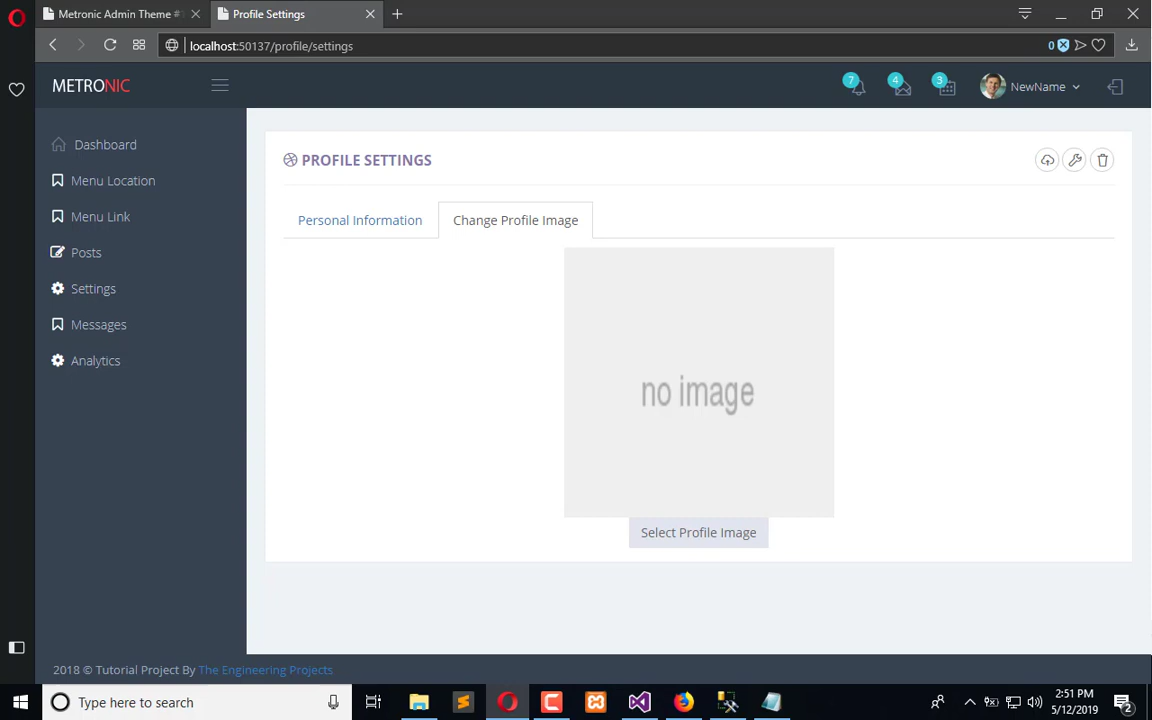 Metronic Admin Theme #
Profile Settings
localhost:50137/profile/settings
0
METRONIC
7
4
3
NewName
Dashboard
Menu Location
Menu Link
Posts
Settings
Messages
Analytics
PROFILE SETTINGS
Personal Information
Change Profile Image
no image
Select Profile Image
2018 © Tutorial Project By The Engineering Projects
Type here to search
2:51 PM
5/12/2019
2